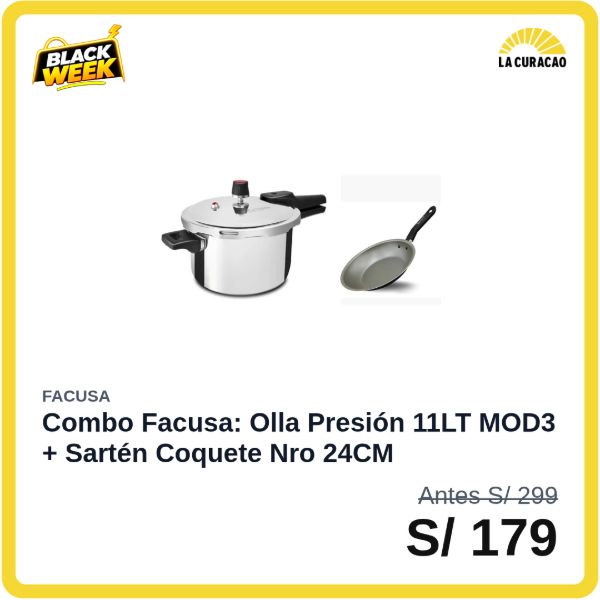 BLACK
WEEK
LA CURACAO
FACUSA
Combo Facusa: Olla Presión 11LT MOD3
+ Sartén Coquete Nro 24CM
Antes S/ 299
S/ 179